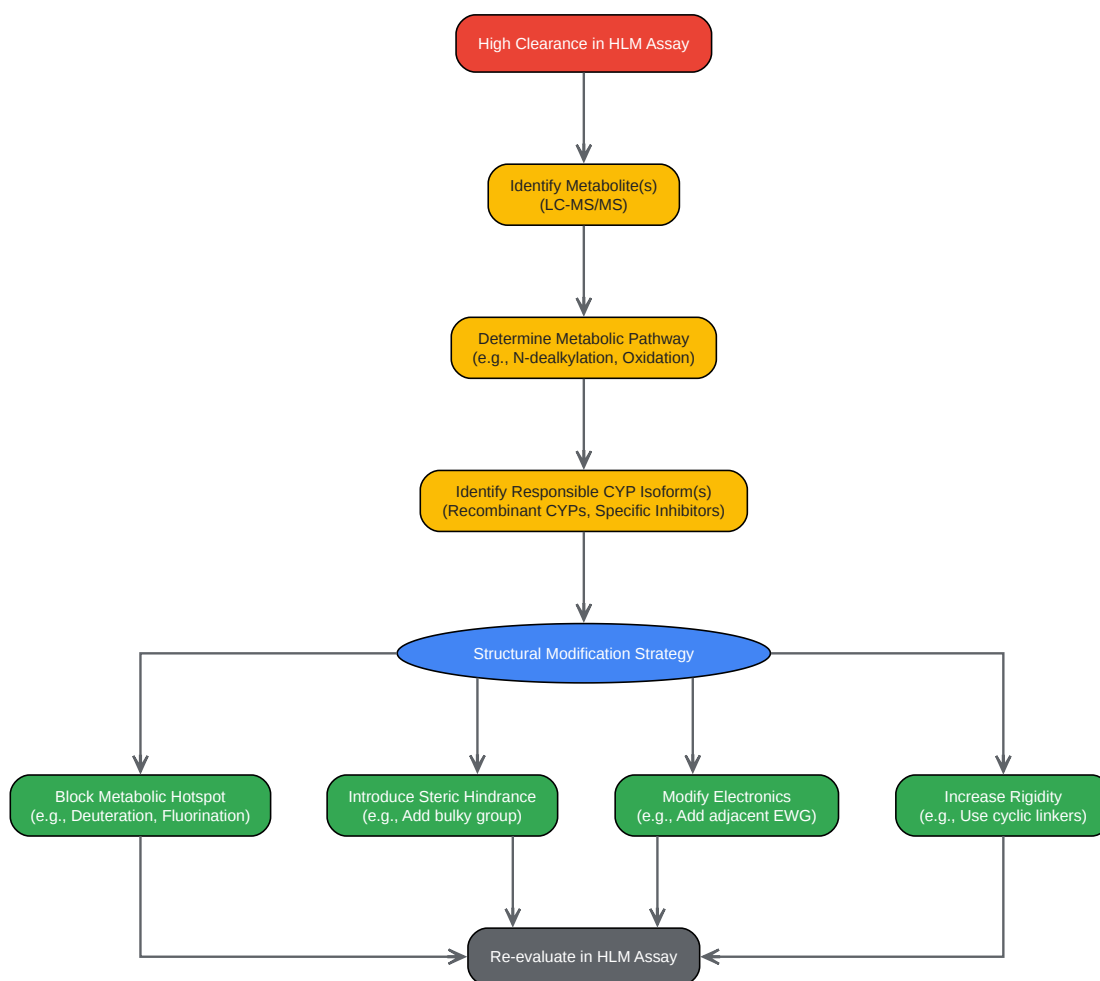 High Clearance in HLM Assay
Identify Metabolite(s)
(LC-MS/MS)
Determine Metabolic Pathway
(e.g., N-dealkylation, Oxidation)
Identify Responsible CYP Isoform(s)
(Recombinant CYPs, Specific Inhibitors)
Structural Modification Strategy
Block Metabolic Hotspot
(e.g., Deuteration, Fluorination)
Introduce Steric Hindrance
(e.g., Add bulky group)
Modify Electronics
(e.g., Add adjacent EWG)
Increase Rigidity
(e.g., Use cyclic linkers)
Re-evaluate in HLM Assay